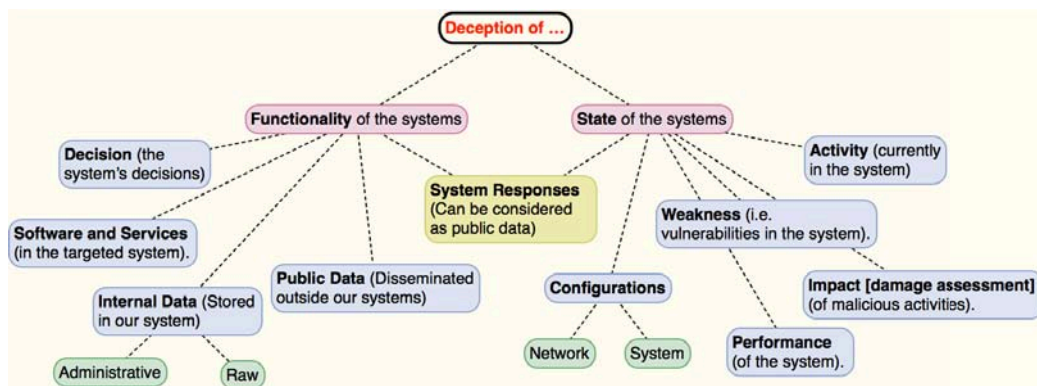 Deception of ...
Functionality of the systems
State of the systems
Decision (the
system's decisions)
Activity (currently
in the system)
System Responses
(Can be considered
as public data)
Weakness (i.e.
vulnerabilities in the system).
Software and Services
(in the targeted system).
Public Data (Disseminated
outside our systems)
Configurations
Impact [damage assessment]
(of malicious activities).
Internal Data (Stored
in our system)
Performance
(of the system).
Network
System
Administrative
Raw